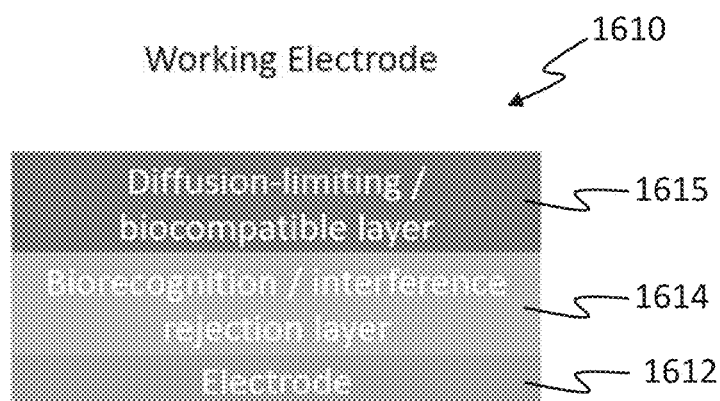 1610
Working Electrode
Diffusion-limiting /
biocompatible layer
1615
Biorecognition / interference
rejection layer
1614
Electrode
1612